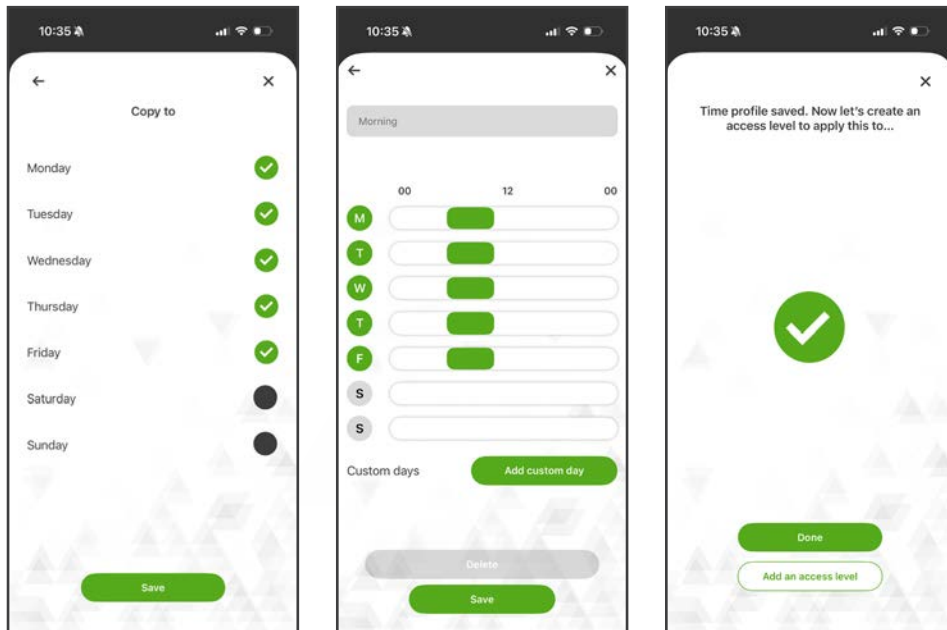 10:35
Copy to
Monday
Tuesday
Wednesday
Thursday
Friday
Saturday
Sunday
Save
10:35
Morning
00 12 00
M
T
W
T
F
S
S
Custom days Add custom day
Delete
Save
10:35
Time profile saved. Now let's create an
access level to apply this to...
Done
Add an access level